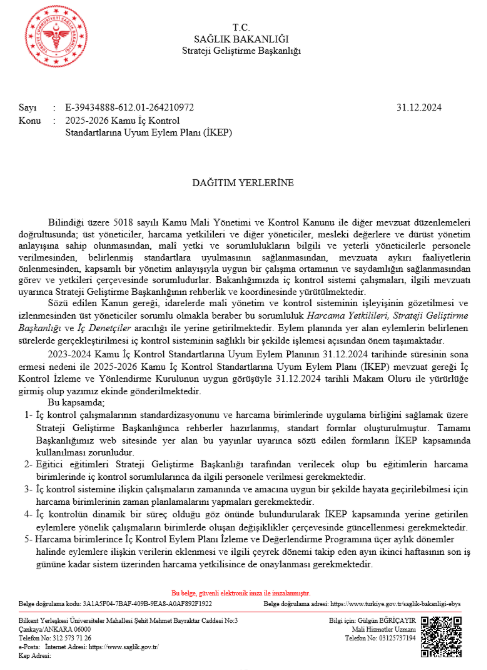 T.C.
SAĞLIK BAKANLIĞI
Strateji Geliştirme Başkanlığı
Sayı : E-39434888-612.01-264210972 31.12.2024
Konu : 2025-2026 Kamu İç Kontrol
Standartlarına Uyum Eylem Planı (İKEP)
DAĞITIM YERLERİNE
Bilindiği üzere 5018 sayılı Kamu Mali Yönetimi ve Kontrol Kanunu ile diğer mevzuat düzenlemeleri
doğrultusunda; üst yöneticiler, harcama yetkilileri ve diğer yöneticiler, mesleki değerlere ve dürüst yönetim
anlayışına sahip olunmasından, malî yetki ve sorumlulukların bilgili ve yeterli yöneticilerle personele
verilmesinden, belirlenmiş standartlara uyulmasının sağlanmasından, mevzuata aykırı faaliyetlerin
önlenmesinden, kapsamlı bir yönetim anlayışıyla uygun bir çalışma ortamının ve saydamlığın sağlanmasından
görev ve yetkileri çerçevesinde sorumludurlar. Bakanlığımızda iç kontrol sistemi çalışmaları, ilgili mevzuatı
uyarınca Strateji Geliştirme Başkanlığının rehberlik ve koordinesinde yürütülmektedir.
Sözü edilen Kanun gereği, idarelerde mali yönetim ve kontrol sisteminin işleyişinin gözetilmesi ve
izlenmesinden üst yöneticiler sorumlu olmakla beraber bu sorumluluk Harcama Yetkilileri, Strateji Geliştirme
Başkanlığı ve İç Denetçiler aracılığı ile yerine getirilmektedir. Eylem planında yer alan eylemlerin belirlenen
sürelerde gerçekleştirilmesi iç kontrol sisteminin sağlıklı bir şekilde işlemesi açısından önem taşımaktadır.
2023-2024 Kamu İç Kontrol Standartlarına Uyum Eylem Planının 31.12.2024 tarihinde süresinin sona
ermesi nedeni ile 2025-2026 Kamu İç Kontrol Standartlarına Uyum Eylem Planı (İKEP) mevzuat gereği İç
Kontrol İzleme ve Yönlendirme Kurulunun uygun görüşüyle 31.12.2024 tarihli Makam Oluru ile yürürlüğe
girmiş olup yazımız ekinde gönderilmektedir.
Bu kapsamda;
1- İç kontrol çalışmalarının standardizasyonunu ve harcama birimlerinde uygulama birliğini sağlamak üzere
Strateji Geliştirme Başkanlığınca rehberler hazırlanmış, standart formlar oluşturulmuştur. Tamamı
Başkanlığımız web sitesinde yer alan bu yayınlar uyarınca sözü edilen formların İKEP kapsamında
kullanılması zorunludur.
2- Eğitici eğitimleri Strateji Geliştirme Başkanlığı tarafından verilecek olup bu eğitimlerin harcama
birimlerinde iç kontrol sorumlularınca da ilgili personele verilmesi gerekmektedir.
3- İç kontrol sistemine ilişkin çalışmaların zamanında ve amacına uygun bir şekilde hayata geçirilebilmesi için
harcama birimlerinin zaman planlamalarını yapmaları gerekmektedir.
4- İç kontrolün dinamik bir süreç olduğu göz önünde bulundurularak İKEP kapsamında yerine getirilen
eylemlere yönelik çalışmaların birimlerde oluşan değişiklikler çerçevesinde güncellenmesi gerekmektedir.
5- Harcama birimlerince İç Kontrol Eylem Planı İzleme ve Değerlendirme Programına üçer aylık dönemler
halinde eylemlere ilişkin verilerin eklenmesi ve ilgili çeyrek dönemi takip eden ayın ikinci haftasının son iş
gününe kadar sistem üzerinden harcama yetkilisince de onaylanması gerekmektedir.
Bu belge, güvenli elektronik imza ile imzalanmıştır.
Belge doğrulama kodu: 3A1A5F04-7BAF-409B-9EA8-A0AF892F1922 Belge doğrulama adresi: https://www.turkiye.gov.tr/saglik-bakanligi-ebys
Bilkent Yerleşkesi Üniversiteler Mahallesi Şehit Mehmet Bayraktar Caddesi No:3 Bilgi için: Gülgün BĞRİÇAYIR
Çankaya/ANKARA 06000 Mali Hizmetler Uzmanı
Telefon No: 312 573 71 26 Telefon No: 03125737194
e-Posta: İnternet Adresi: https://www.saglik.gov.tr/
Kep Adresi: